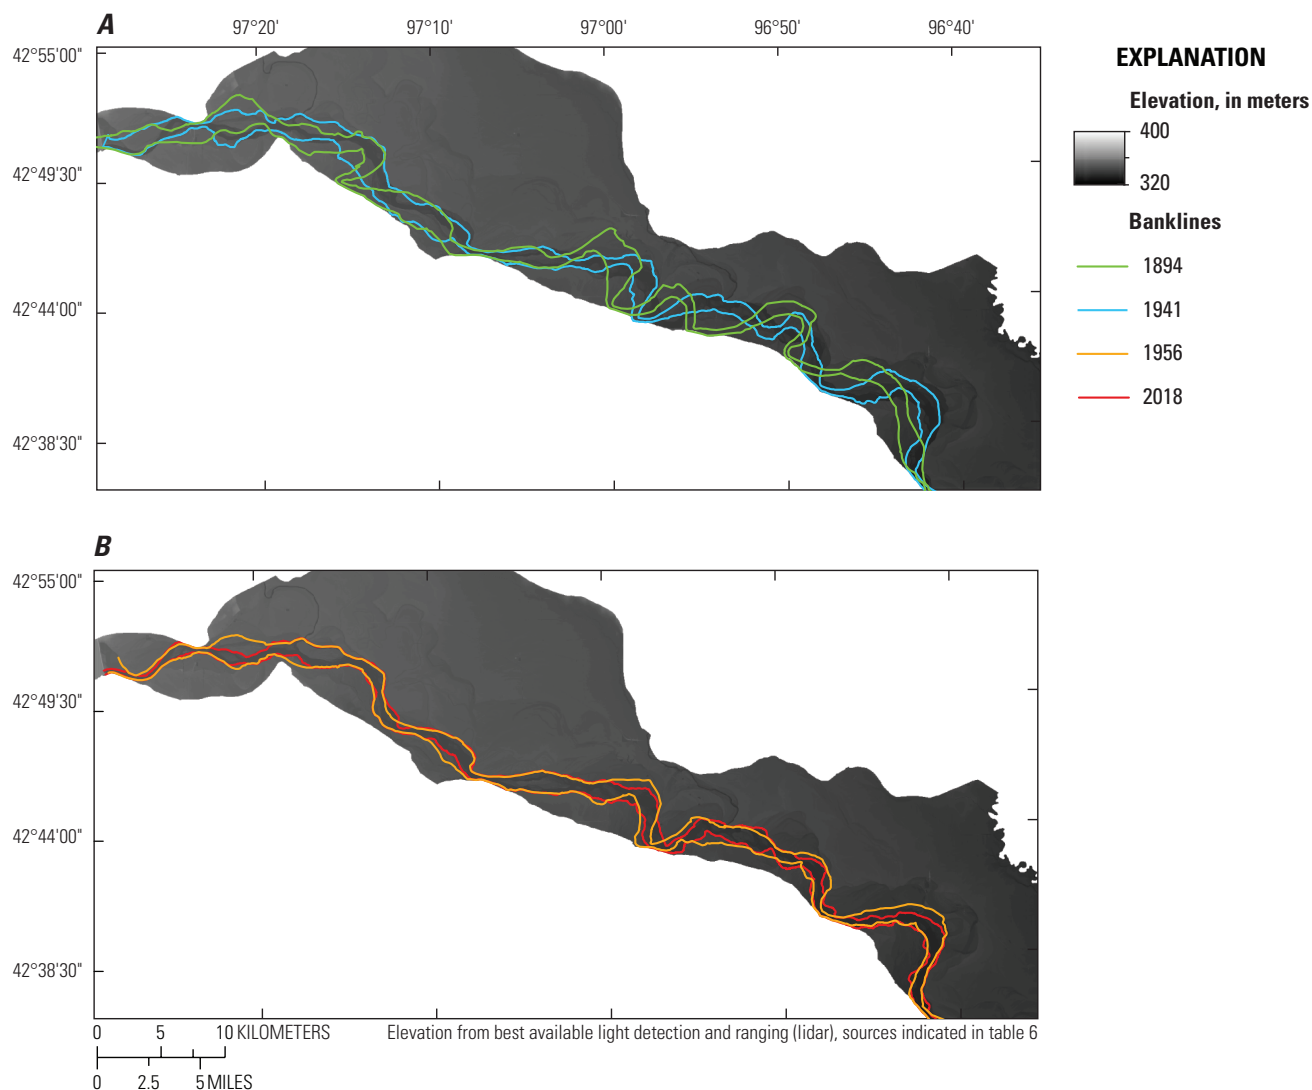 A
97°20' 97°10' 97°00' 96°50' 96°40'
42°55'00"
42°49'30"
42°44'00"
42°38'30"
EXPLANATION
Elevation, in meters
400
320
Banklines
1894
1941
1956
2018
B
42°55'00"
42°49'30"
42°44'00"
42°38'30"
0 5 10 KILOMETERS
0 2.5 5 MILES
Elevation from best available light detection and ranging (lidar), sources indicated in table 6